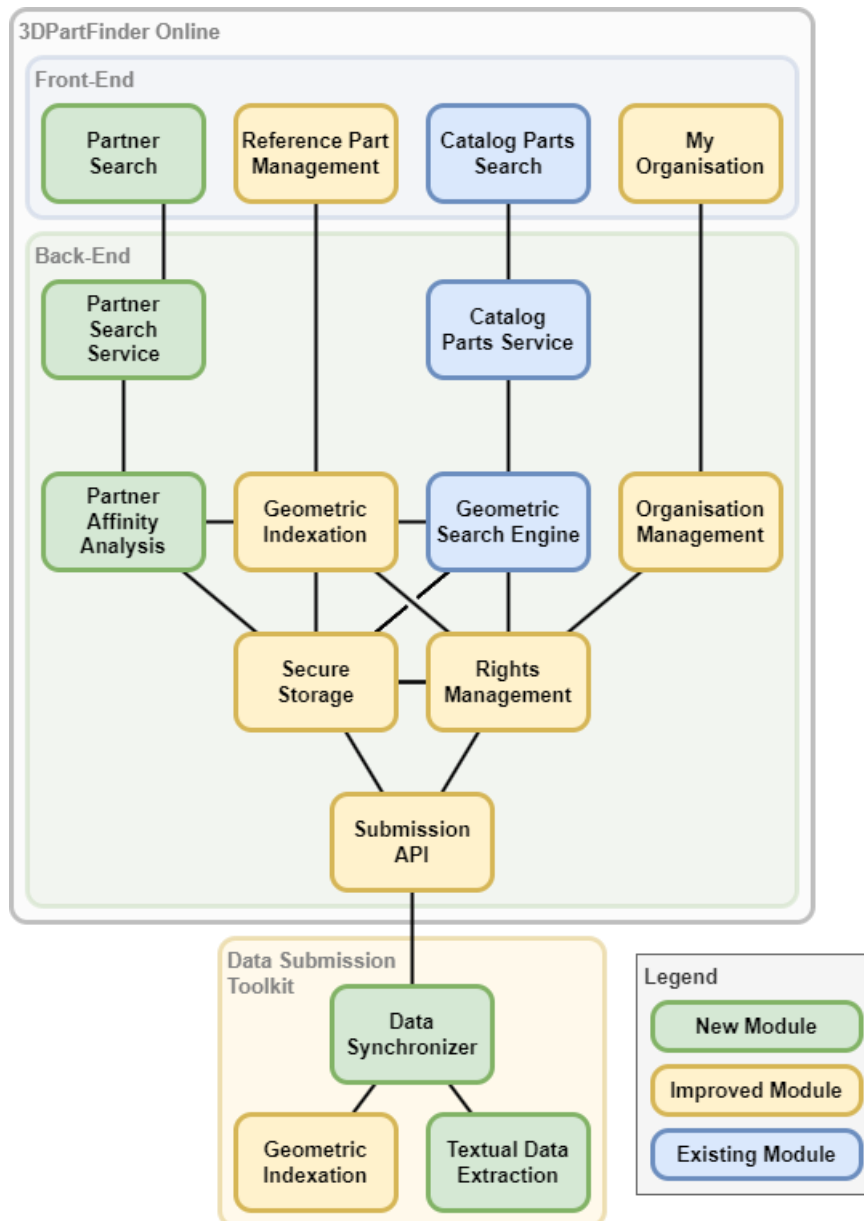 3DPartFinder Online
Front-End
Partner
Search
Reference Part
Management
Catalog Parts
Search
My
Organisation
Back-End
Partner
Search
Service
Catalog
Parts Service
Partner
Affinity
Analysis
Geometric
Indexation
Geometric
Search Engine
Organisation
Management
Secure
Storage
Rights
Management
Submission
API
Data Submission
Toolkit
Data
Synchronizer
Geometric
Indexation
Textual Data
Extraction
Legend
New Module
Improved Module
Existing Module